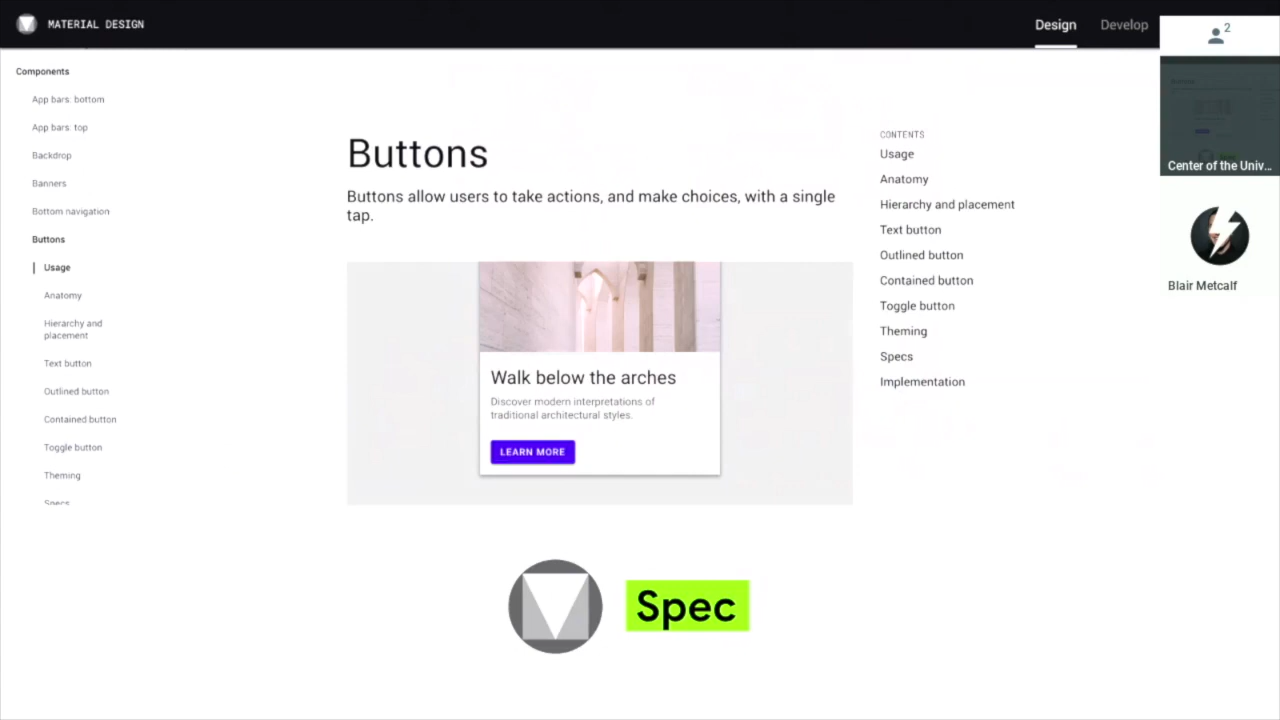 MATERIAL DESIGN
Design
Develop
2
Components
App bars: bottom
App bars: top
Backdrop
Banners
Bottom navigation
Buttons
Usage
Anatomy
Hierarchy and
placement
Text button
Outlined button
Contained button
Toggle button
Theming
Specs
Buttons
Buttons allow users to take actions, and make choices, with a single
tap.
Walk below the arches
Discover modern interpretations of
traditional architectural styles.
LEARN MORE
CONTENTS
Usage
Anatomy
Hierarchy and placement
Text button
Outlined button
Contained button
Toggle button
Theming
Specs
Implementation
Center of the Univ...
Blair Metcalf
Spec